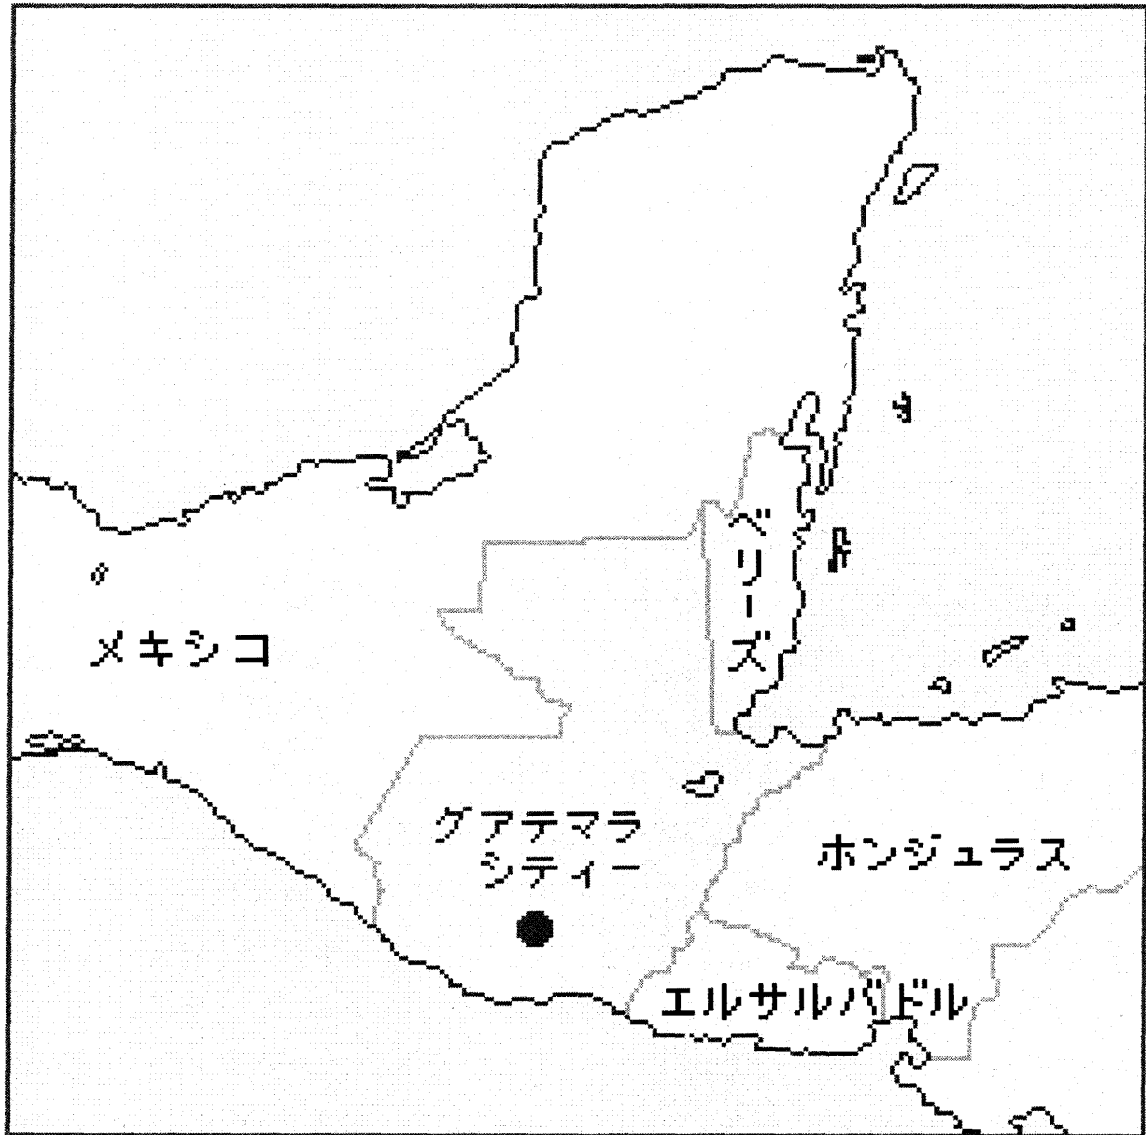 ベリーズ
メキシコ
グアテマラ
シティー
ホンジュラス
エルサルバドル